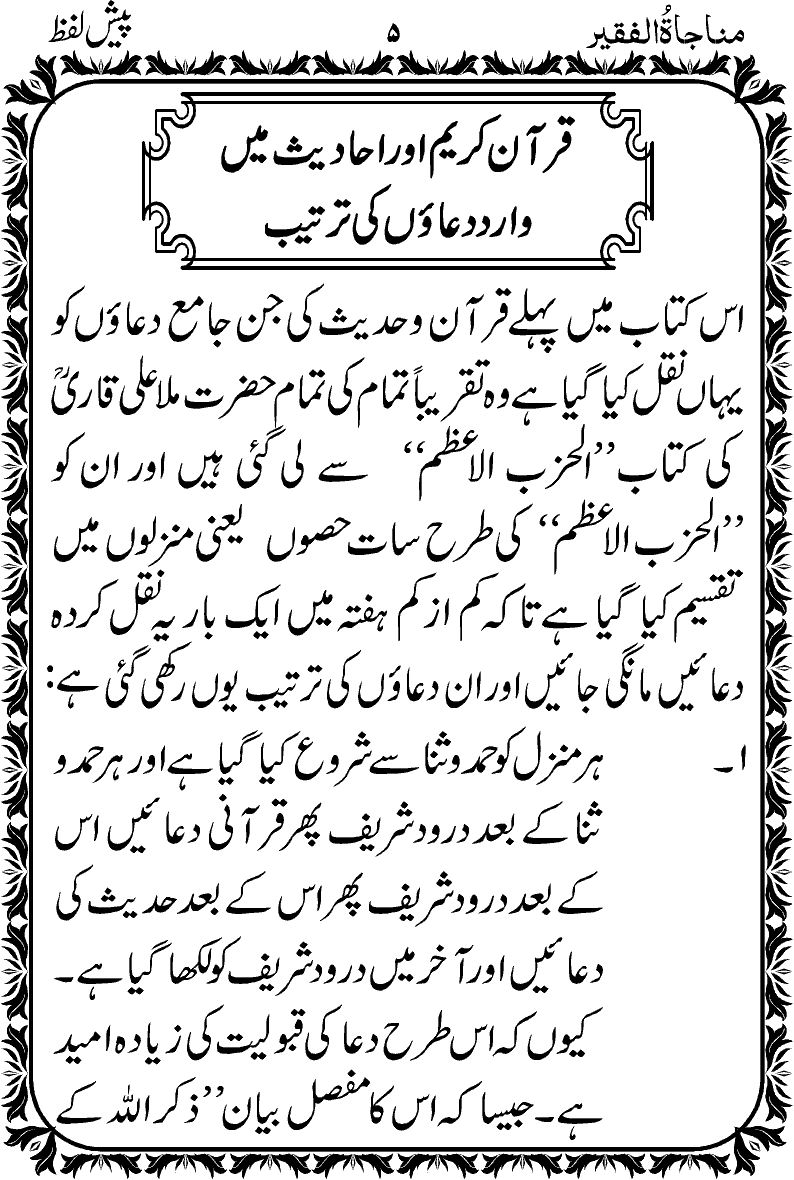 مناجاۃُ الفقیر ۵ پیش لفظ
قرآن کریم اور احادیث میں
وارد دعاؤں کی ترتیب
اس کتاب میں پہلے قرآن و حدیث کی جن جامع دعاؤں کو
یہاں نقل کیا گیا ہے وہ تقریباً تمام کی تمام حضرت ملا علی قاریؒ
کی کتاب ’’الحزب الاعظم‘‘ سے لی گئی ہیں اور ان کو
’’الحزب الاعظم‘‘ کی طرح سات حصوں یعنی منزلوں میں
تقسیم کیا گیا ہے تاکہ کم از کم ہفتہ میں ایک بار یہ نقل کردہ
دعائیں مانگی جائیں اور ان دعاؤں کی ترتیب یوں رکھی گئی ہے:
۱۔ ہر منزل کو حمد و ثنا سے شروع کیا گیا ہے اور ہر حمد و
ثنا کے بعد درود شریف پھر قرآنی دعائیں اس
کے بعد درود شریف پھر اس کے بعد حدیث کی
دعائیں اور آخر میں درود شریف کو لکھا گیا ہے۔
کیوں کہ اس طرح دعا کی قبولیت کی زیادہ امید
ہے۔ جیسا کہ اس کا مفصل بیان ’’ذکر اللہ کے